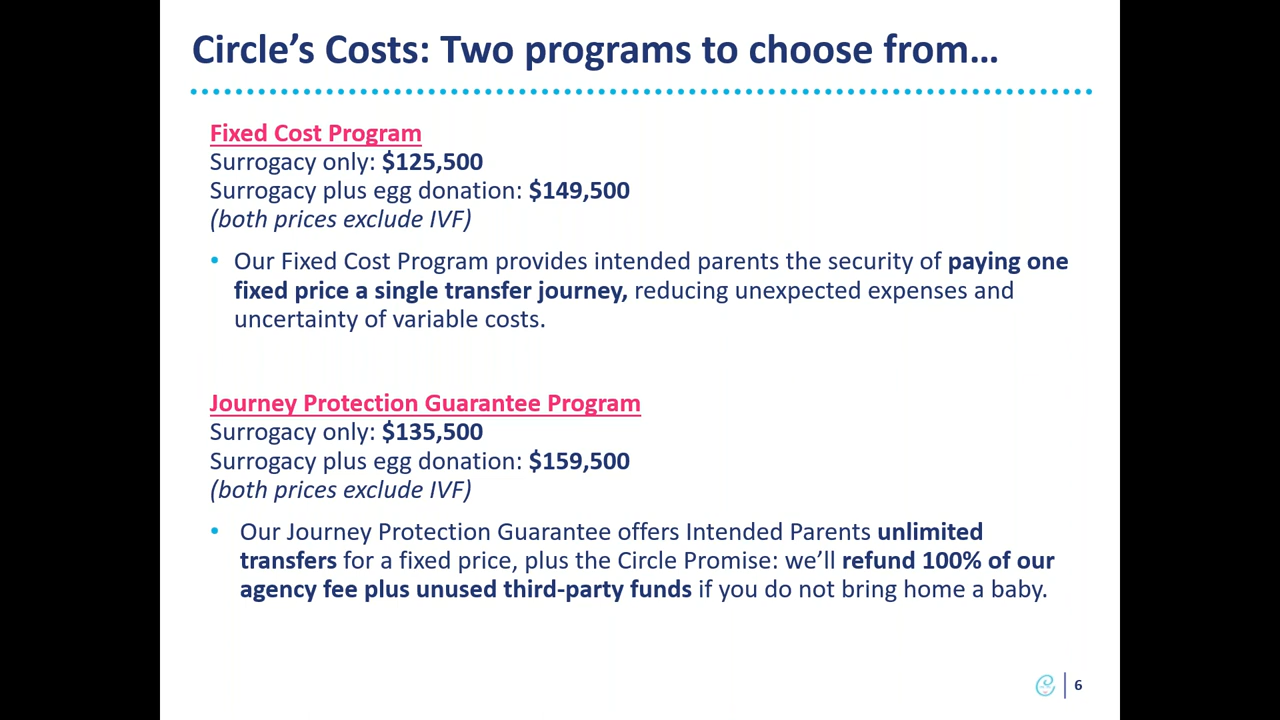 Circle's Costs: Two programs to choose from…
Fixed Cost Program
Surrogacy only: $125,500
Surrogacy plus egg donation: $149,500
(both prices exclude IVF)
• Our Fixed Cost Program provides intended parents the security of paying one
fixed price a single transfer journey, reducing unexpected expenses and
uncertainty of variable costs.
Journey Protection Guarantee Program
Surrogacy only: $135,500
Surrogacy plus egg donation: $159,500
(both prices exclude IVF)
• Our Journey Protection Guarantee offers Intended Parents unlimited
transfers for a fixed price, plus the Circle Promise: we'll refund 100% of our
agency fee plus unused third-party funds if you do not bring home a baby.
6